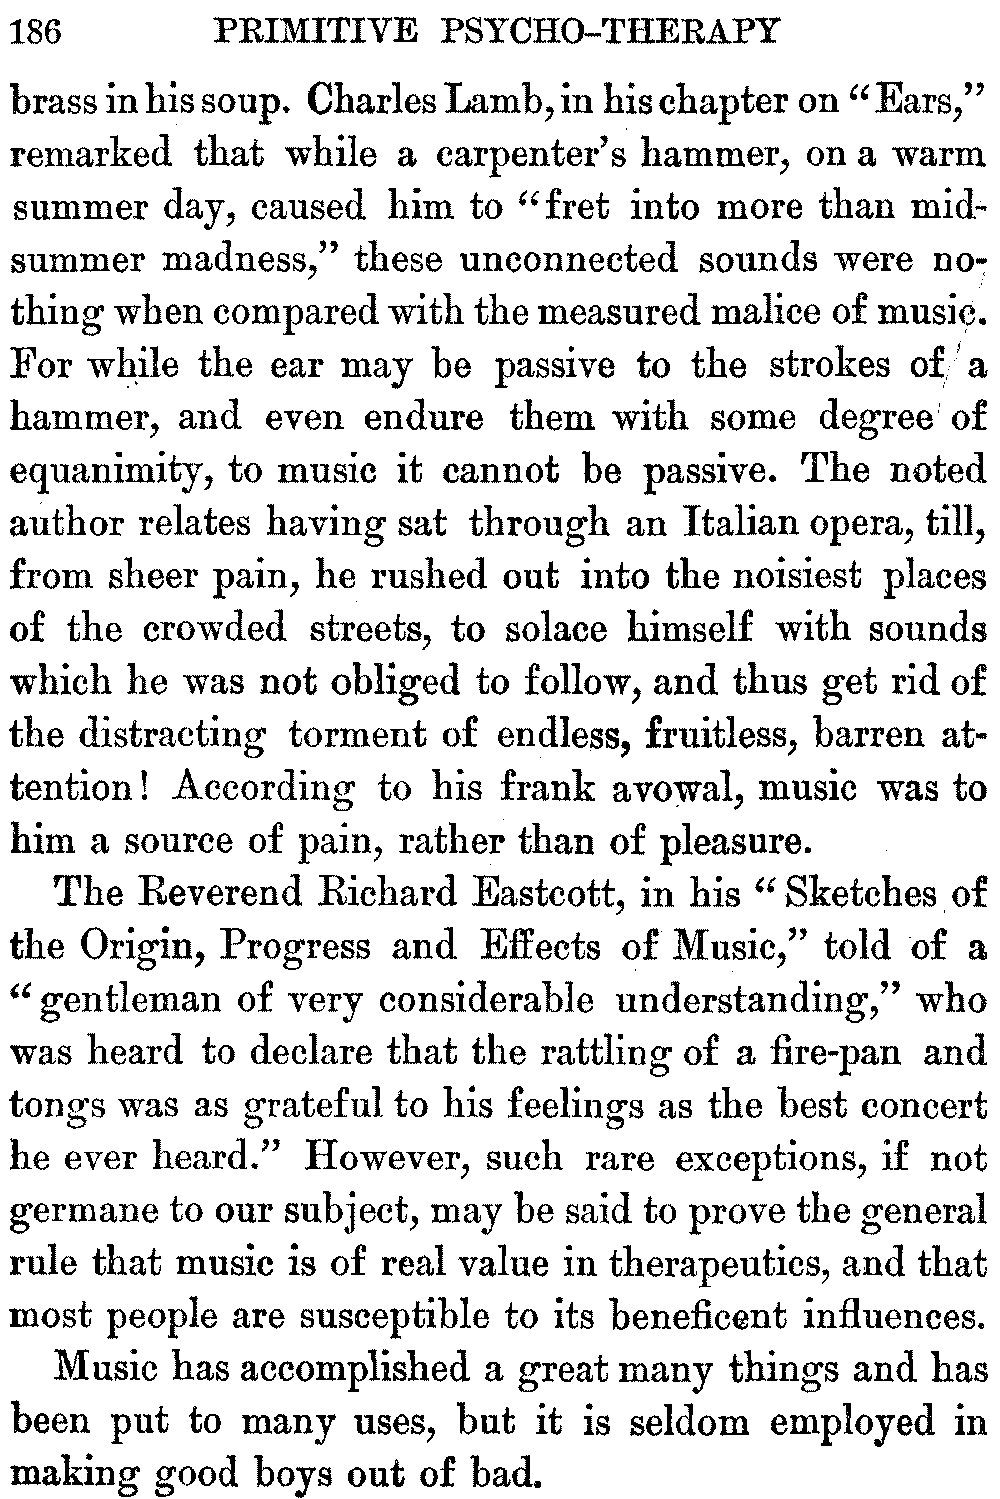 186 PRIMITIVE PSYCHO-THERAPY
brass in his soup. Charles Lamb, in his chapter on “Ears,”
remarked that while a carpenter’s hammer, on a warm
summer day, caused him to “fret into more than mid-
summer madness,” these unconnected sounds were no-
thing when compared with the measured malice of music.
For while the ear may be passive to the strokes of a
hammer, and even endure them with some degree of
equanimity, to music it cannot be passive. The noted
author relates having sat through an Italian opera, till,
from sheer pain, he rushed out into the noisiest places
of the crowded streets, to solace himself with sounds
which he was not obliged to follow, and thus get rid of
the distracting torment of endless, fruitless, barren at-
tention! According to his frank avowal, music was to
him a source of pain, rather than of pleasure.
The Reverend Richard Eastcott, in his “Sketches of
the Origin, Progress and Effects of Music,” told of a
“gentleman of very considerable understanding,” who
was heard to declare that the rattling of a fire-pan and
tongs was as grateful to his feelings as the best concert
he ever heard.” However, such rare exceptions, if not
germane to our subject, may be said to prove the general
rule that music is of real value in therapeutics, and that
most people are susceptible to its beneficent influences.
Music has accomplished a great many things and has
been put to many uses, but it is seldom employed in
making good boys out of bad.